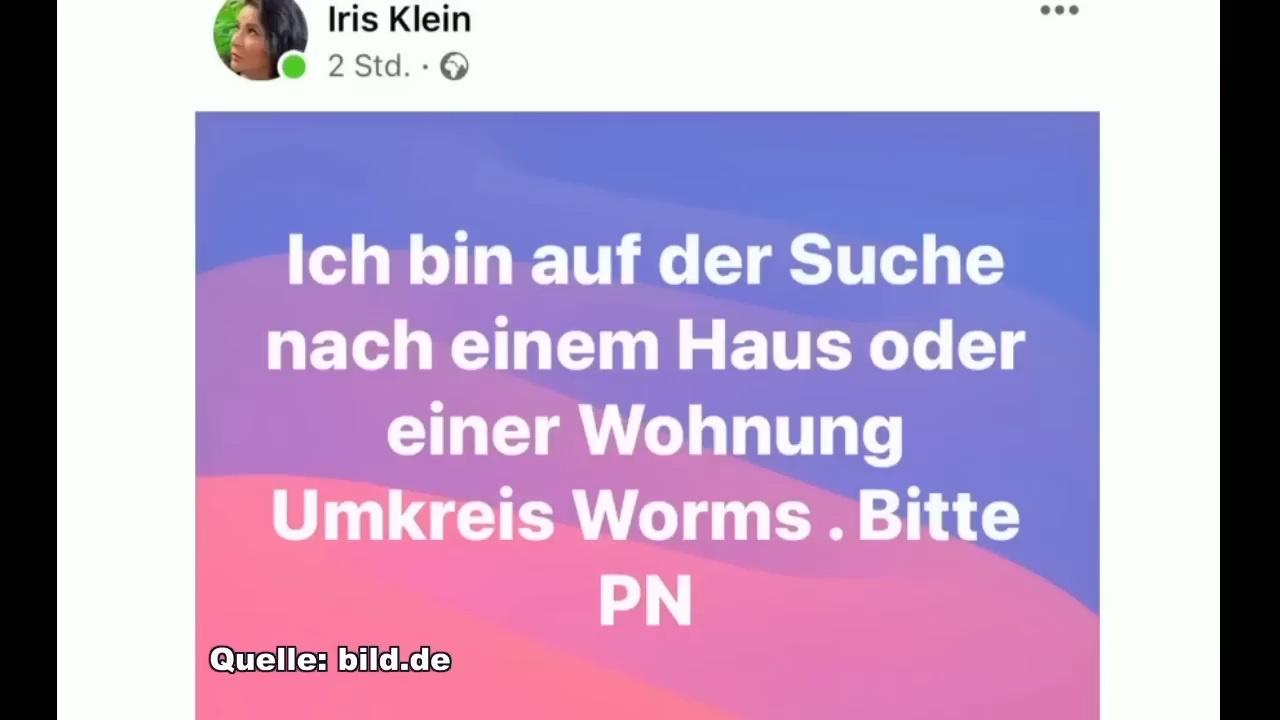 Iris Klein
2 Std. ·
Ich bin auf der Suche
nach einem Haus oder
einer Wohnung
Umkreis Worms . Bitte
PN
Quelle: bild.de